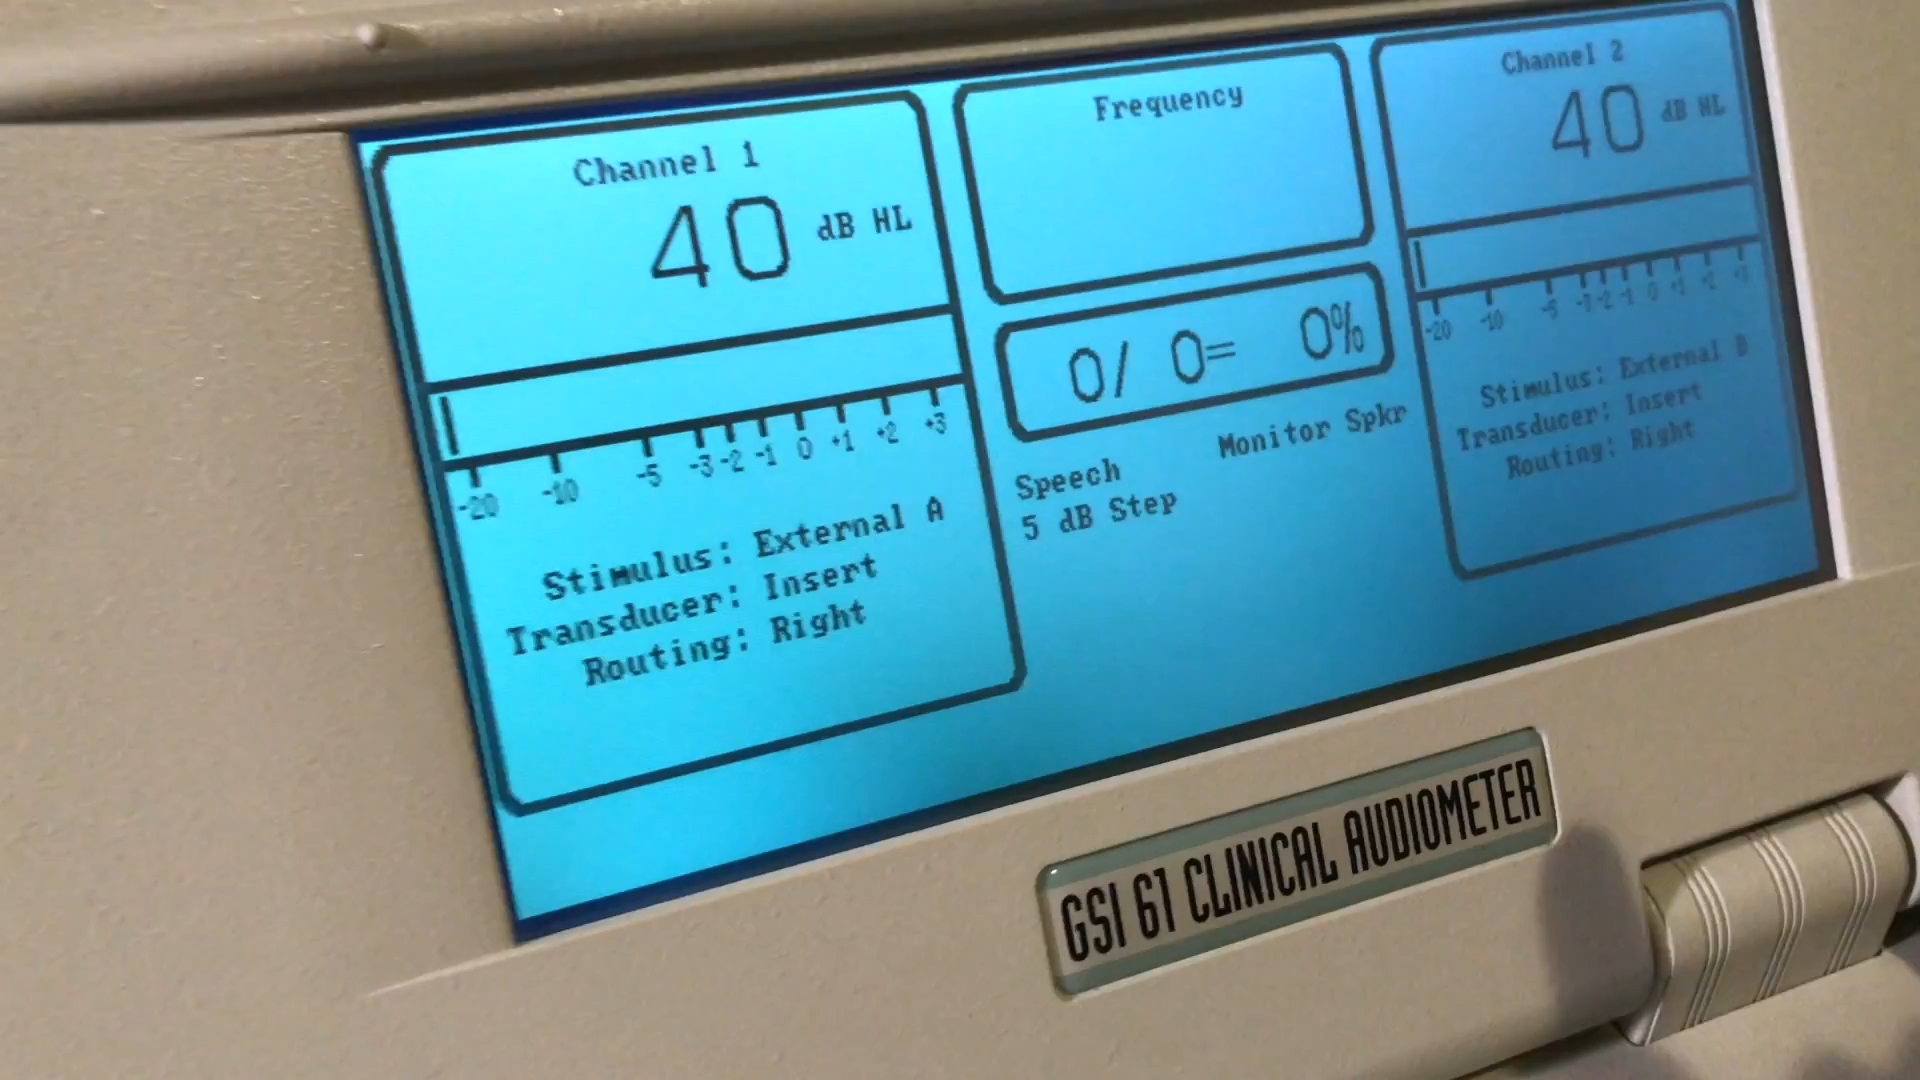 Channel 1
40 dB HL
-20 -10 -5 -3 -2 -1 0 +1 +2 +3
Stimulus: External A
Transducer: Insert
Routing: Right
Frequency
0/ 0= 0%
Monitor Spkr
Speech
5 dB Step
Channel 2
40 dB HL
-20 -10 -5 -3 -2 -1 0 +1 +2 +3
Stimulus: External B
Transducer: Insert
Routing: Right
GSI 61 CLINICAL AUDIOMETER